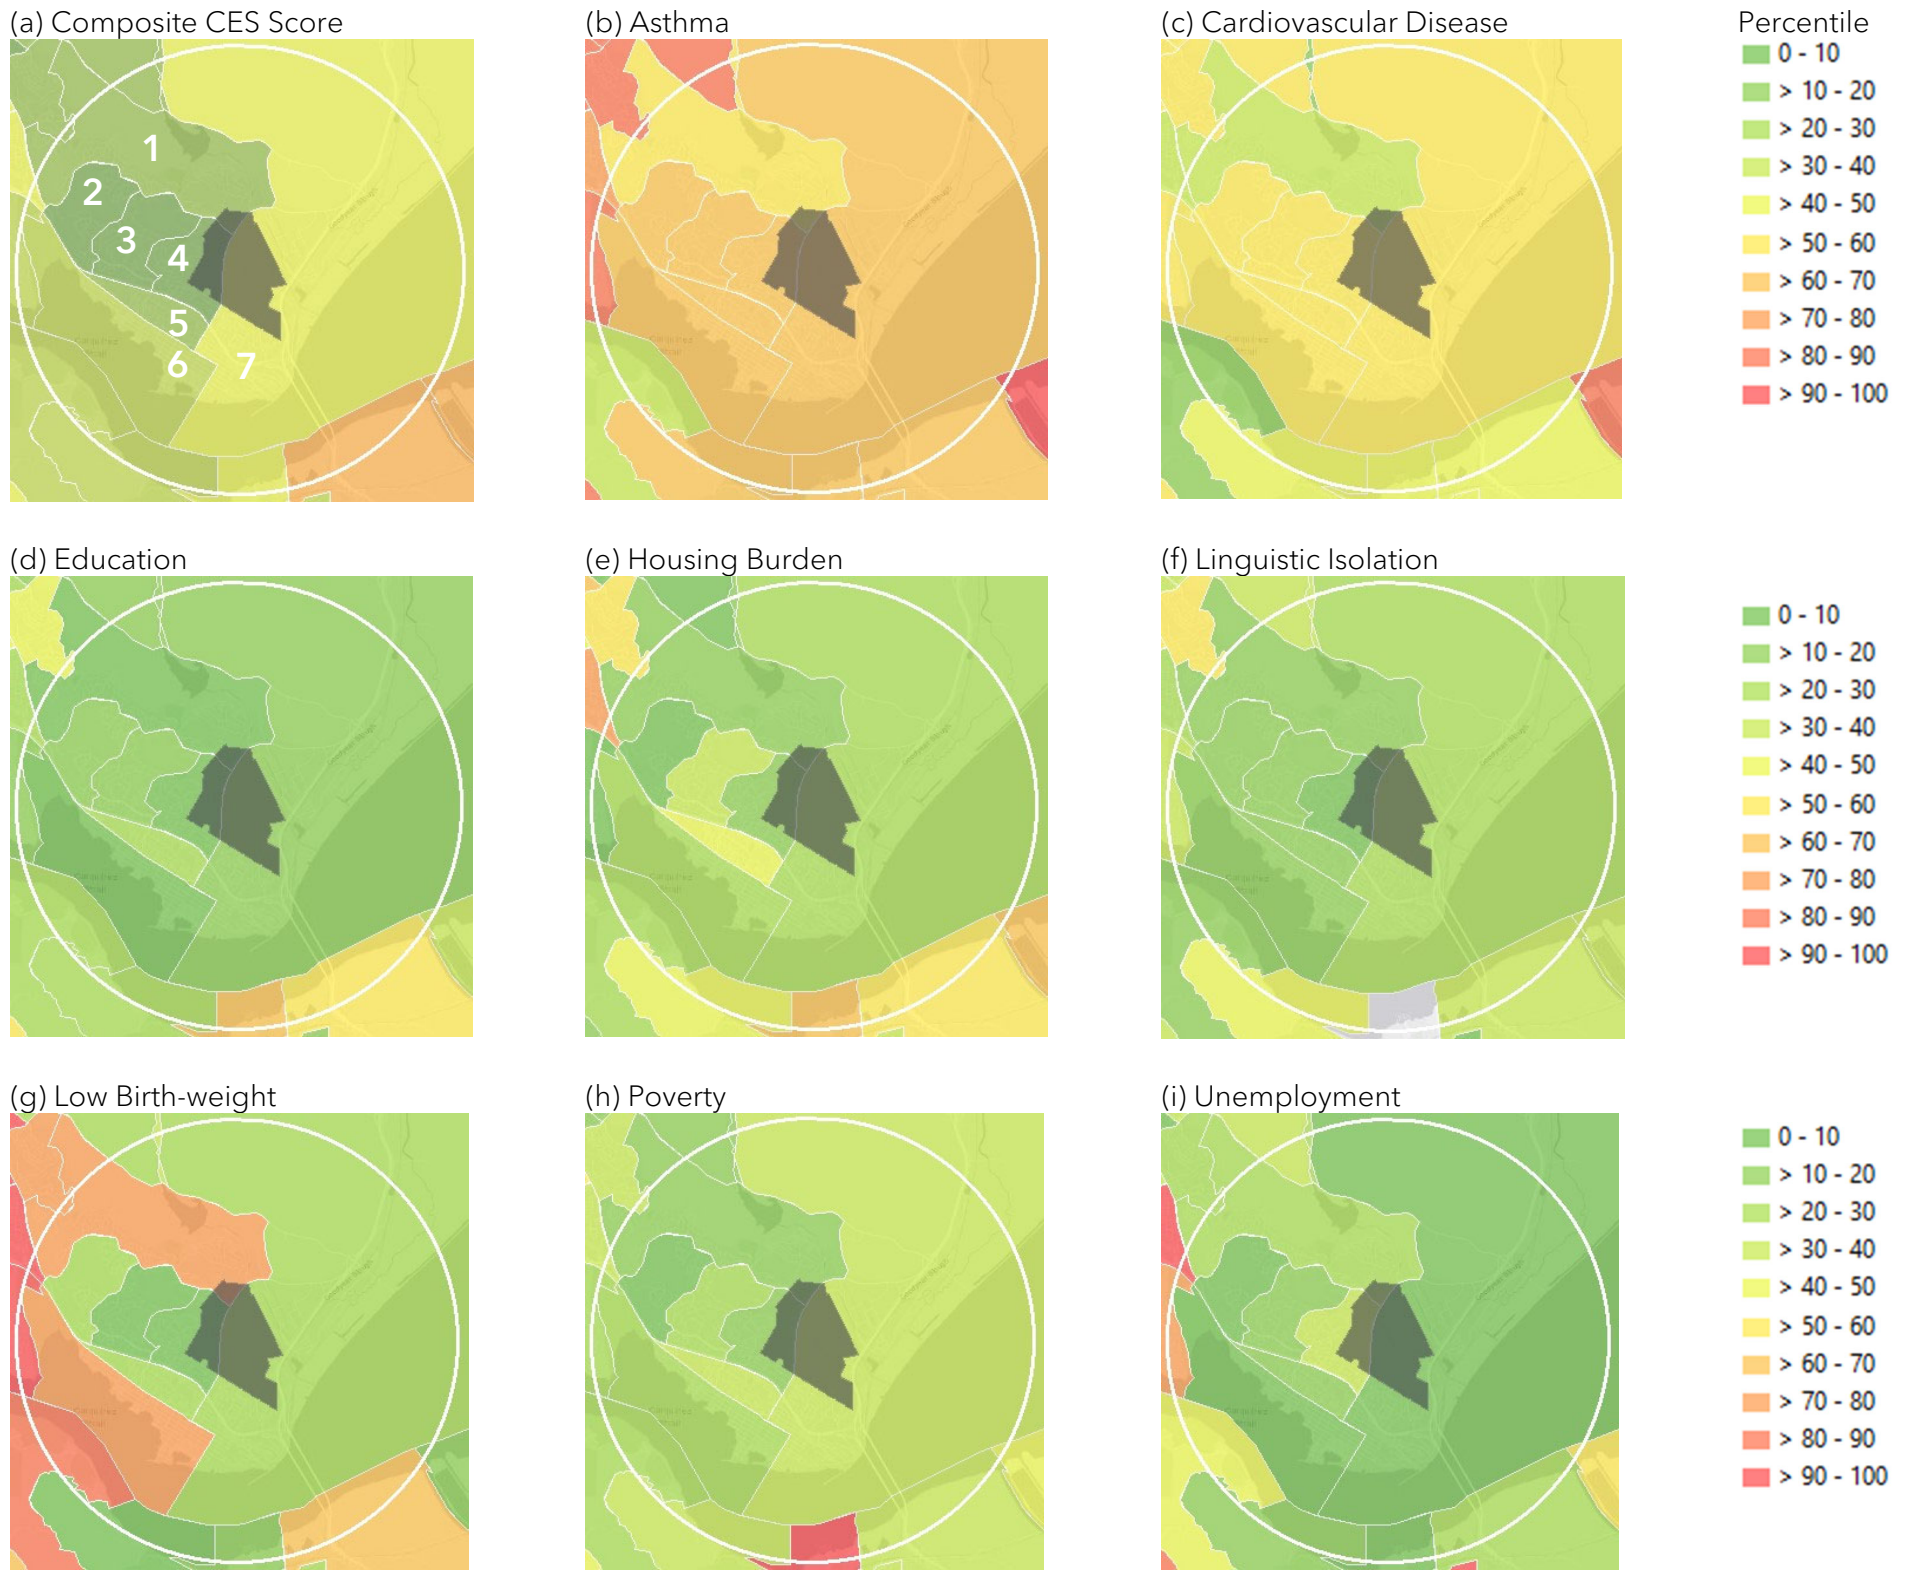 (a) Composite CES Score
(b) Asthma
(c) Cardiovascular Disease
Percentile
0 - 10
> 10 - 20
> 20 - 30
> 30 - 40
> 40 - 50
> 50 - 60
> 60 - 70
> 70 - 80
> 80 - 90
> 90 - 100
1
2
3
4
5
6
7
(d) Education
(e) Housing Burden
(f) Linguistic Isolation
0 - 10
> 10 - 20
> 20 - 30
> 30 - 40
> 40 - 50
> 50 - 60
> 60 - 70
> 70 - 80
> 80 - 90
> 90 - 100
(g) Low Birth-weight
(h) Poverty
(i) Unemployment
0 - 10
> 10 - 20
> 20 - 30
> 30 - 40
> 40 - 50
> 50 - 60
> 60 - 70
> 70 - 80
> 80 - 90
> 90 - 100